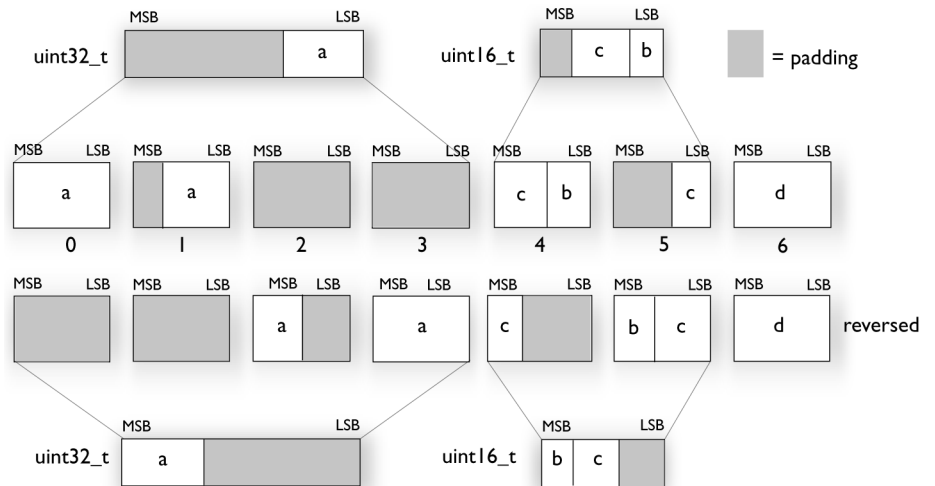 MSB LSB MSB LSB
uint32_t a uint16_t c b = padding
MSB LSB MSB LSB MSB LSB MSB LSB MSB LSB MSB LSB MSB LSB
a a c b c d
0 1 2 3 4 5 6
MSB LSB MSB LSB MSB LSB MSB LSB MSB LSB MSB LSB MSB LSB
a a c b c d reversed
MSB LSB MSB LSB
uint32_t a uint16_t b c